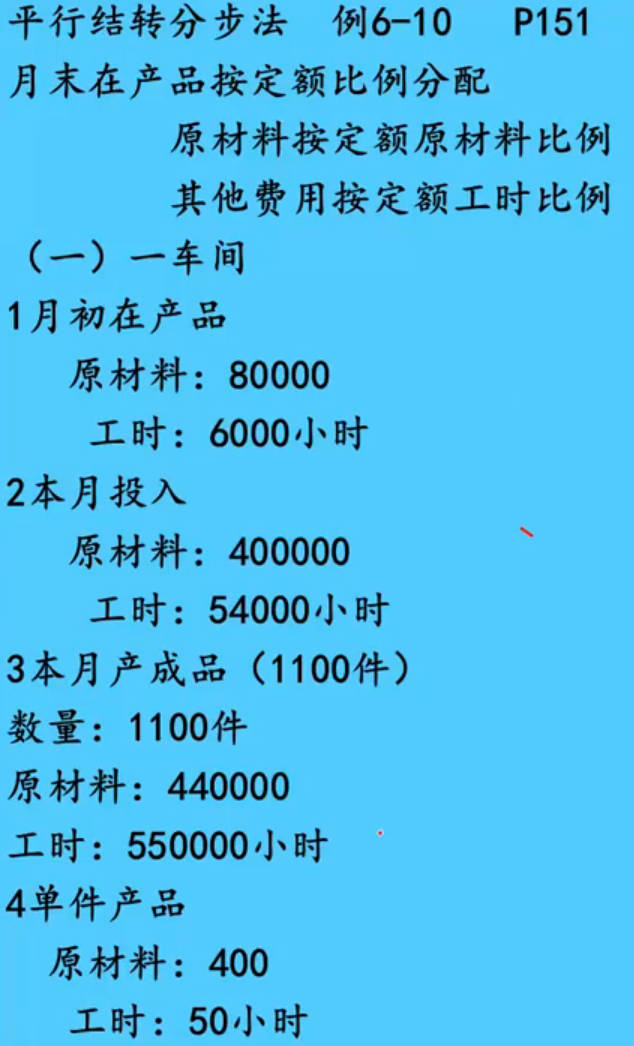 平行结转分步法 例6-10 P151
月末在产品按定额比例分配
原材料按定额原材料比例
其他费用按定额工时比例
（一）一车间
1月初在产品
原材料：80000
工时：6000小时
2本月投入
原材料：400000
工时：54000小时
3本月产成品（1100件）
数量：1100件
原材料：440000
工时：550000小时
4单件产品
原材料：400
工时：50小时